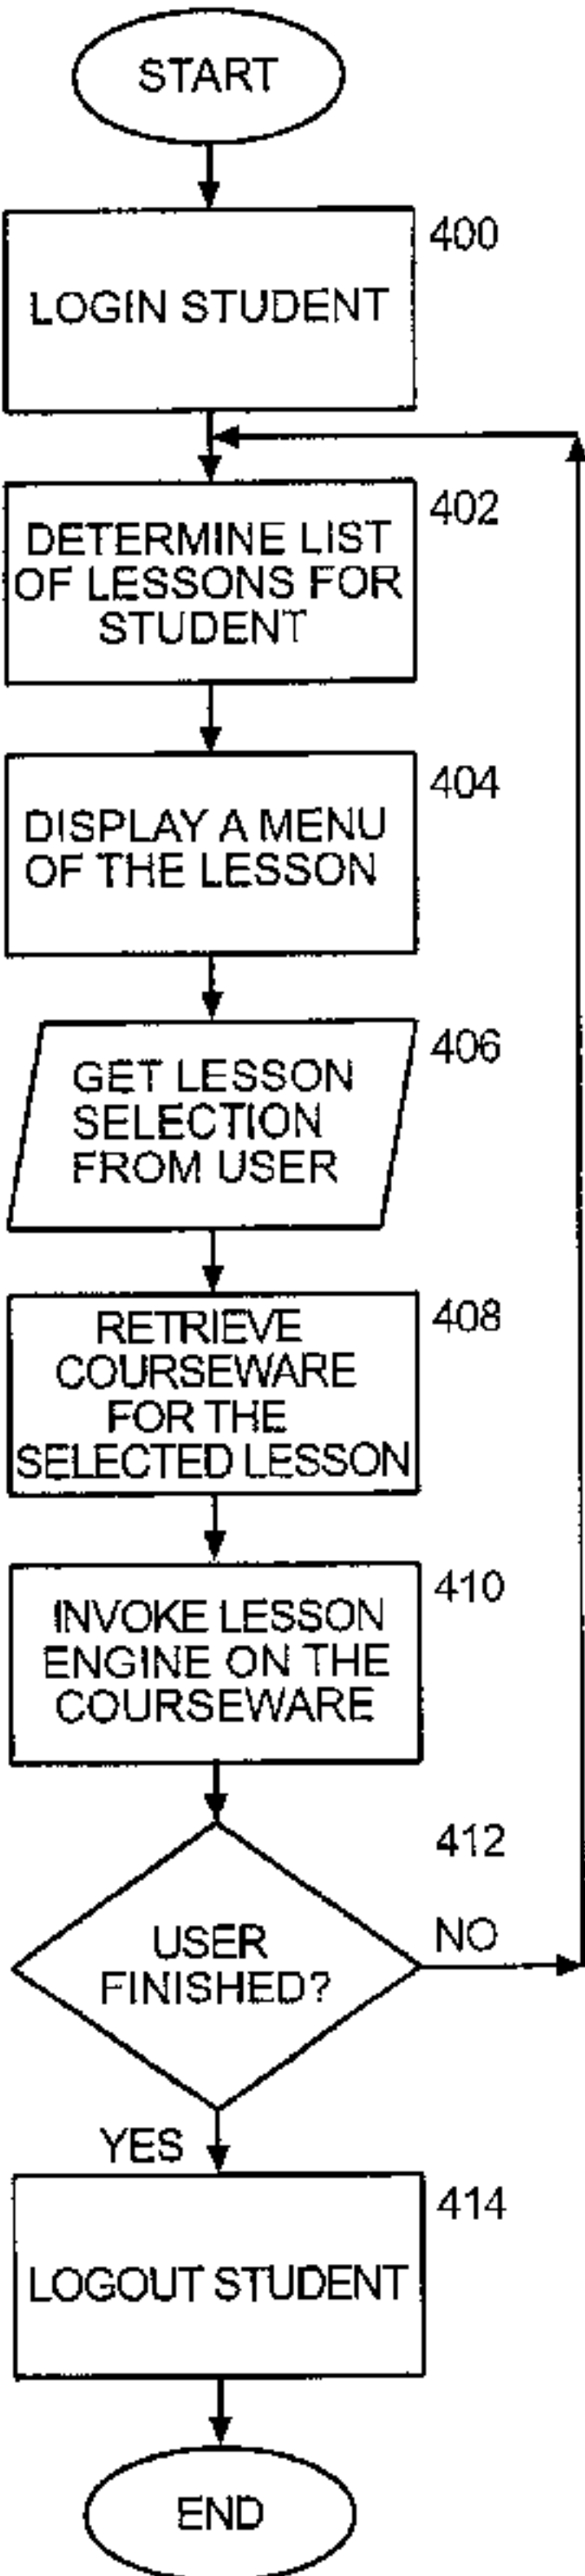 START
400
LOGIN STUDENT
402
DETERMINE LIST
OF LESSONS FOR
STUDENT
404
DISPLAY A MENU
OF THE LESSON
406
GET LESSON
SELECTION
FROM USER
408
RETRIEVE
COURSEWARE
FOR THE
SELECTED LESSON
410
INVOKE LESSON
ENGINE ON THE
COURSEWARE
412
USER
FINISHED?
NO
YES
414
LOGOUT STUDENT
END